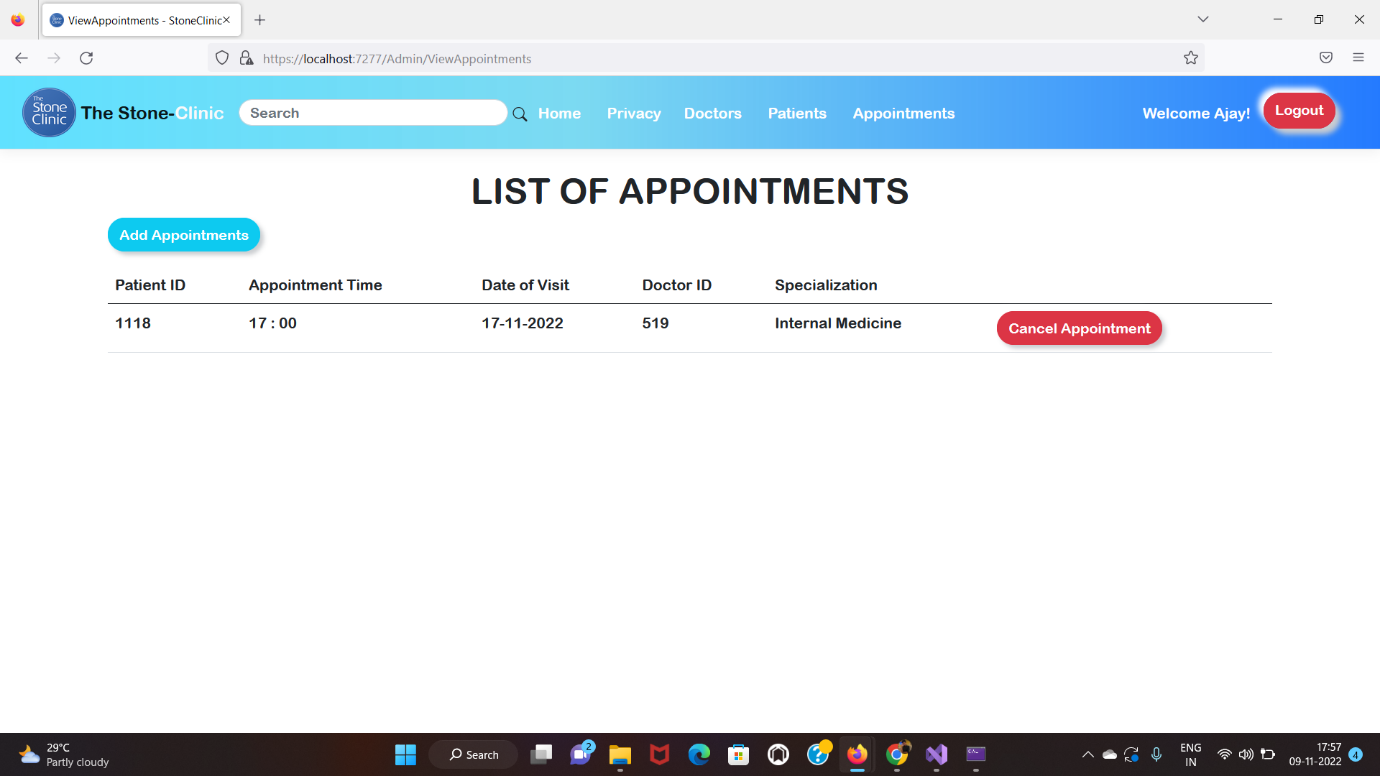 ViewAppointments - StoneClinic
https://localhost:7277/Admin/ViewAppointments
The
Stone
Clinic
The Stone-Clinic
Search
Home
Privacy
Doctors
Patients
Appointments
Welcome Ajay!
Logout
LIST OF APPOINTMENTS
Add Appointments
Patient ID Appointment Time Date of Visit Doctor ID Specialization
1118 17 : 00 17-11-2022 519 Internal Medicine Cancel Appointment
29°C
Partly cloudy
Search
2
ENG
IN
17:57
09-11-2022
4